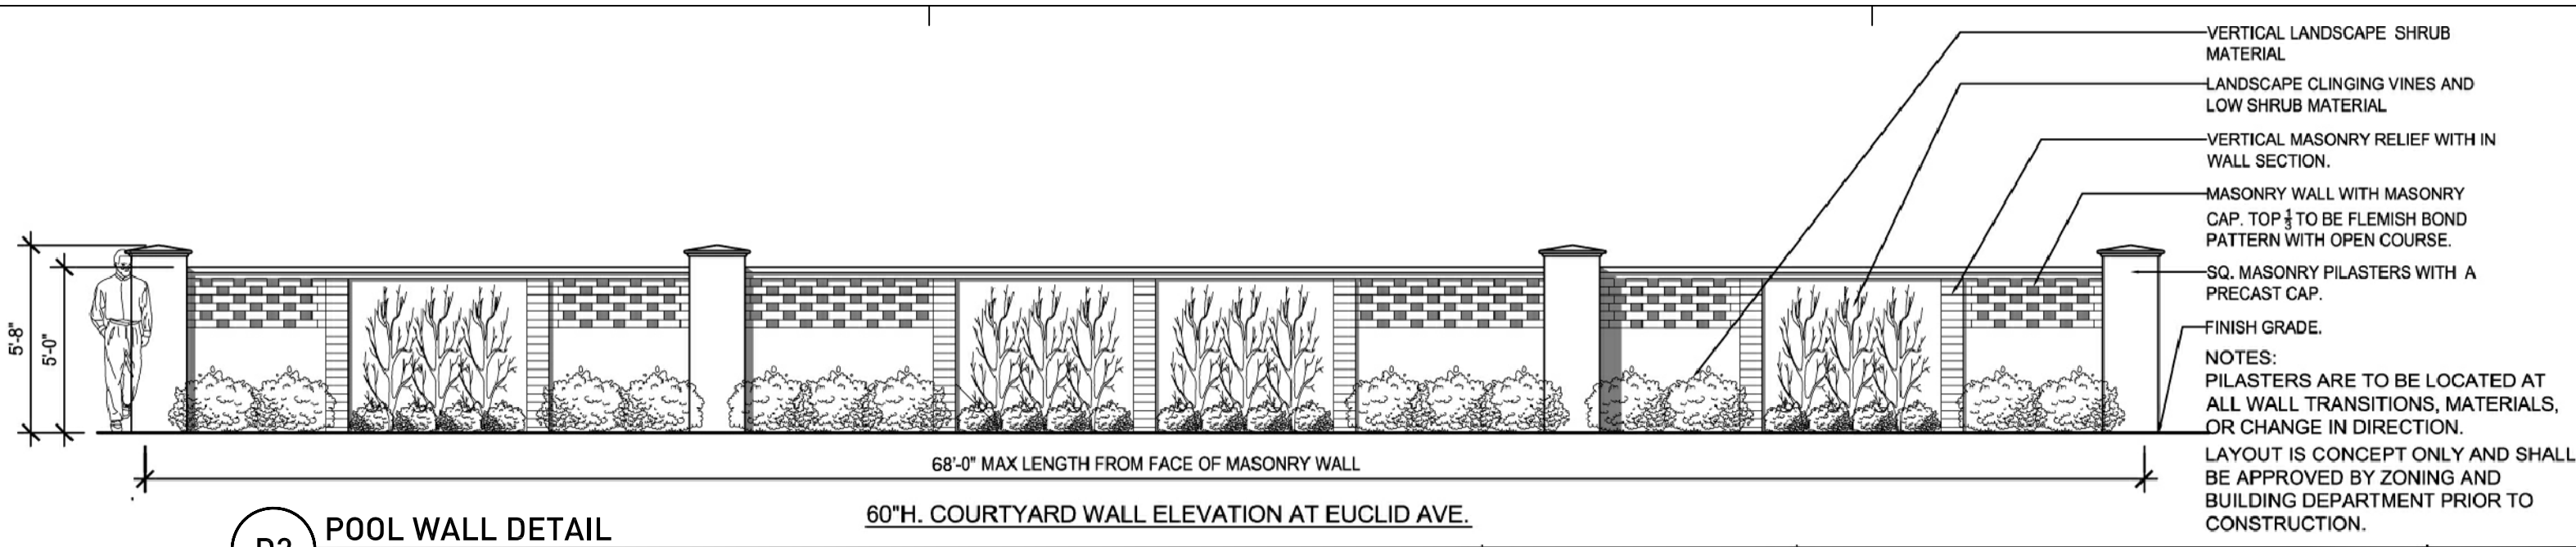 VERTICAL LANDSCAPE SHRUB
MATERIAL
LANDSCAPE CLINGING VINES AND
LOW SHRUB MATERIAL
VERTICAL MASONRY RELIEF WITH IN
WALL SECTION.
MASONRY WALL WITH MASONRY
CAP. TOP 1/3 TO BE FLEMISH BOND
PATTERN WITH OPEN COURSE.
SQ. MASONRY PILASTERS WITH A
PRECAST CAP.
FINISH GRADE.
NOTES:
PILASTERS ARE TO BE LOCATED AT
ALL WALL TRANSITIONS, MATERIALS,
OR CHANGE IN DIRECTION.
LAYOUT IS CONCEPT ONLY AND SHALL
BE APPROVED BY ZONING AND
BUILDING DEPARTMENT PRIOR TO
CONSTRUCTION.
5'-8"
5'-0"
68'-0" MAX LENGTH FROM FACE OF MASONRY WALL
60"H. COURTYARD WALL ELEVATION AT EUCLID AVE.
POOL WALL DETAIL